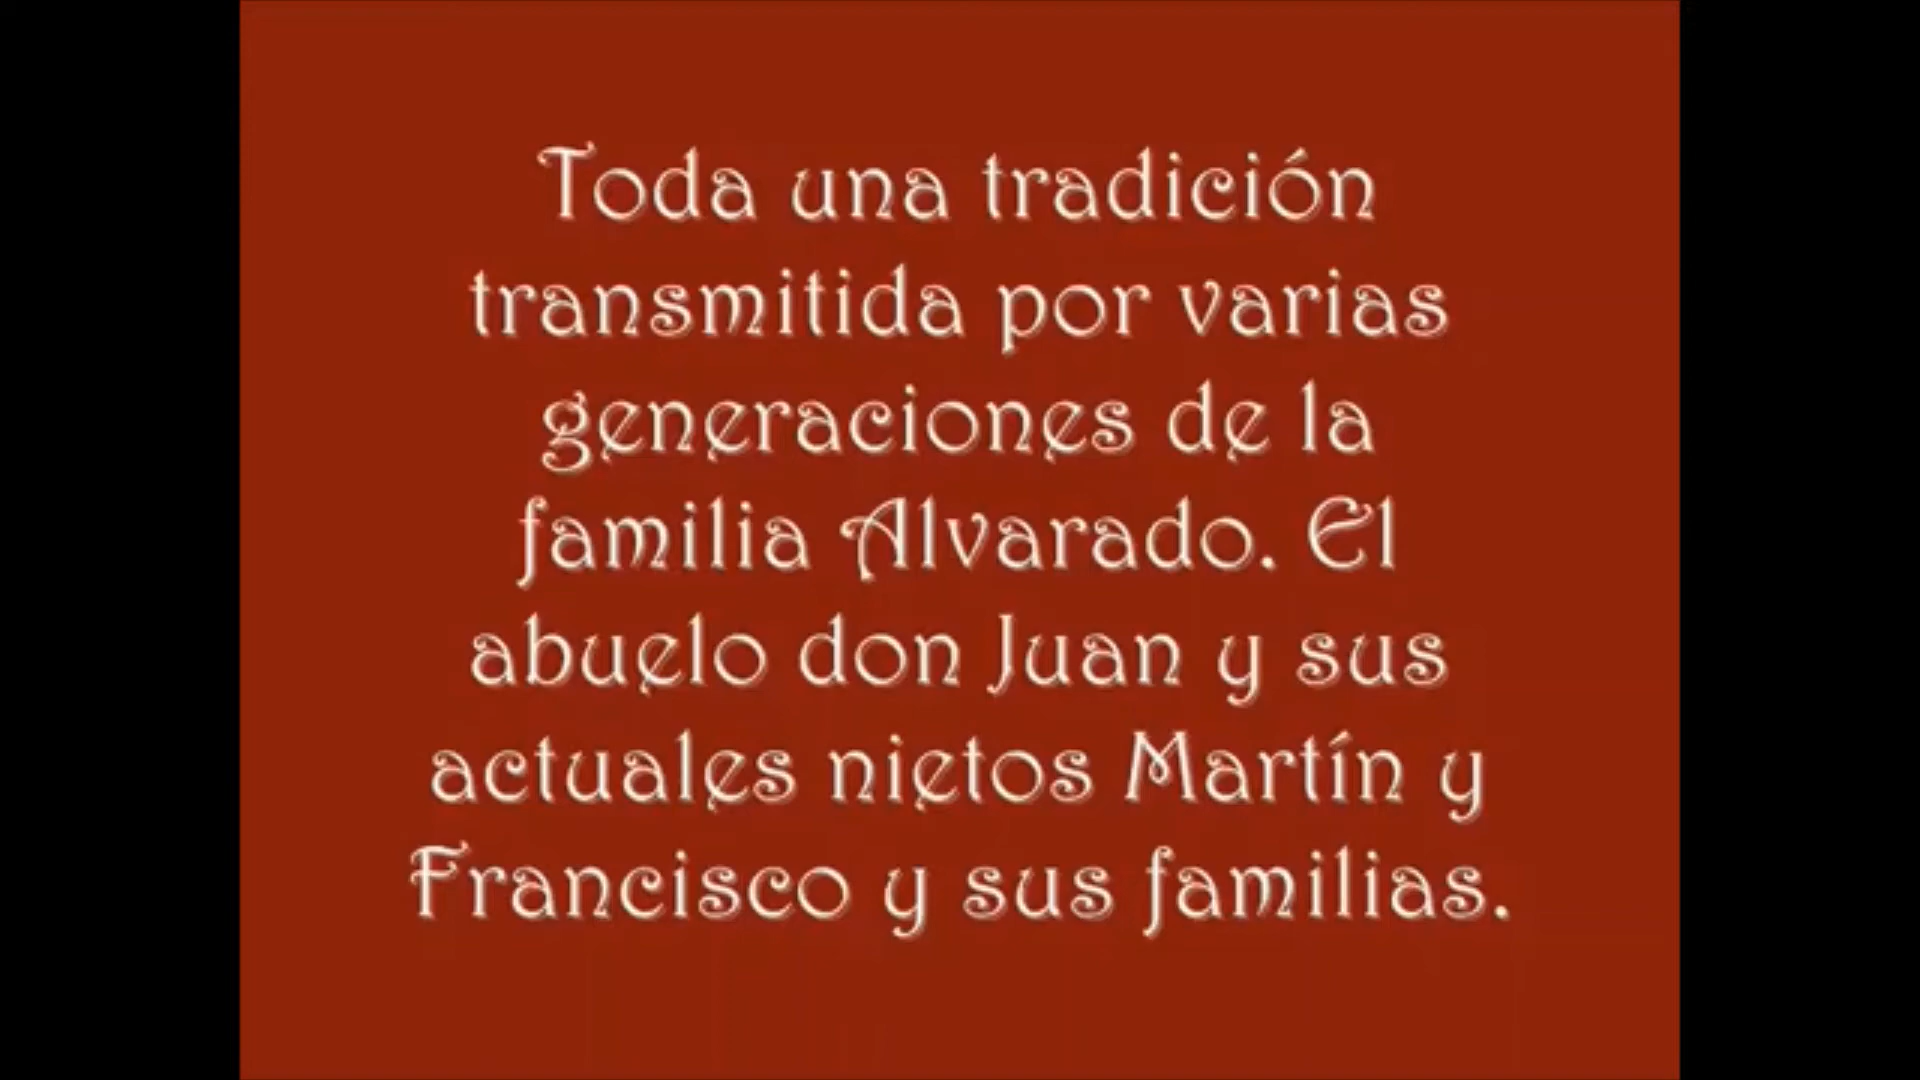 Toda una tradición
transmitida por varias
generaciones de la
familia Alvarado. El
abuelo don Juan y sus
actuales nietos Martín y
Francisco y sus familias.